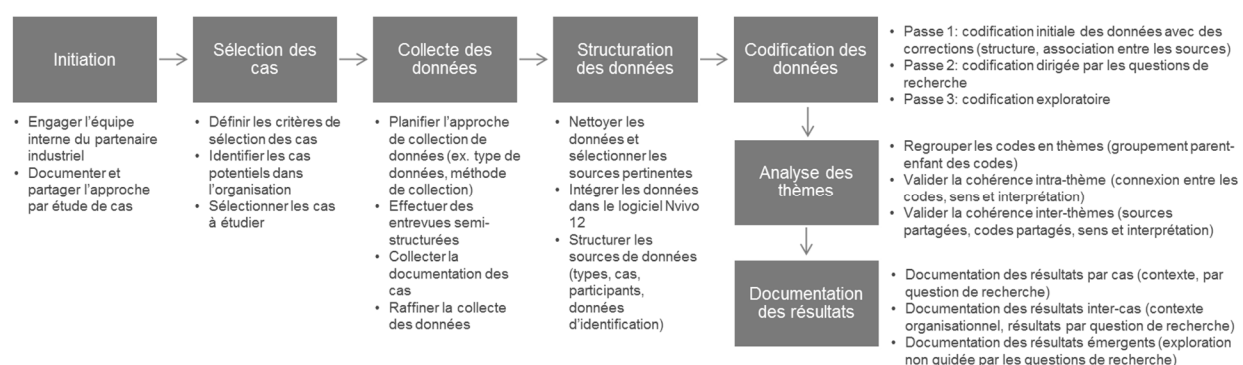 Initiation
• Engager l'équipe
interne du partenaire
industriel
• Documenter et
partager l'approche
par étude de cas
Sélection des
cas
• Définir les critères de
sélection des cas
• Identifier les cas
potentiels dans
l'organisation
• Sélectionner les cas
à étudier
Collecte des
données
• Planifier l'approche
de collection de
données (ex. type de
données, méthode
de collection)
• Effectuer des
entrevues semi-
structurées
• Collecter la
documentation des
cas
• Raffiner la collecte
des données
Structuration
des données
• Nettoyer les
données et
sélectionner les
sources pertinentes
• Intégrer les données
dans le logiciel Nvivo
12
• Structurer les
sources de données
(types, cas,
participants,
données
d'identification)
Codification des
données
• Passe 1: codification initiale des données avec des
corrections (structure, association entre les sources)
• Passe 2: codification dirigée par les questions de
recherche
• Passe 3: codification exploratoire
Analyse des
thèmes
• Regrouper les codes en thèmes (groupement parent-
enfant des codes)
• Valider la cohérence intra-thème (connexion entre les
codes, sens et interprétation)
• Valider la cohérence inter-thèmes (sources
partagées, codes partagés, sens et interprétation)
Documentation
des résultats
• Documentation des résultats par cas (contexte, par
question de recherche)
• Documentation des résultats inter-cas (contexte
organisationnel, résultats par question de recherche)
• Documentation des résultats émergents (exploration
non guidée par les questions de recherche)